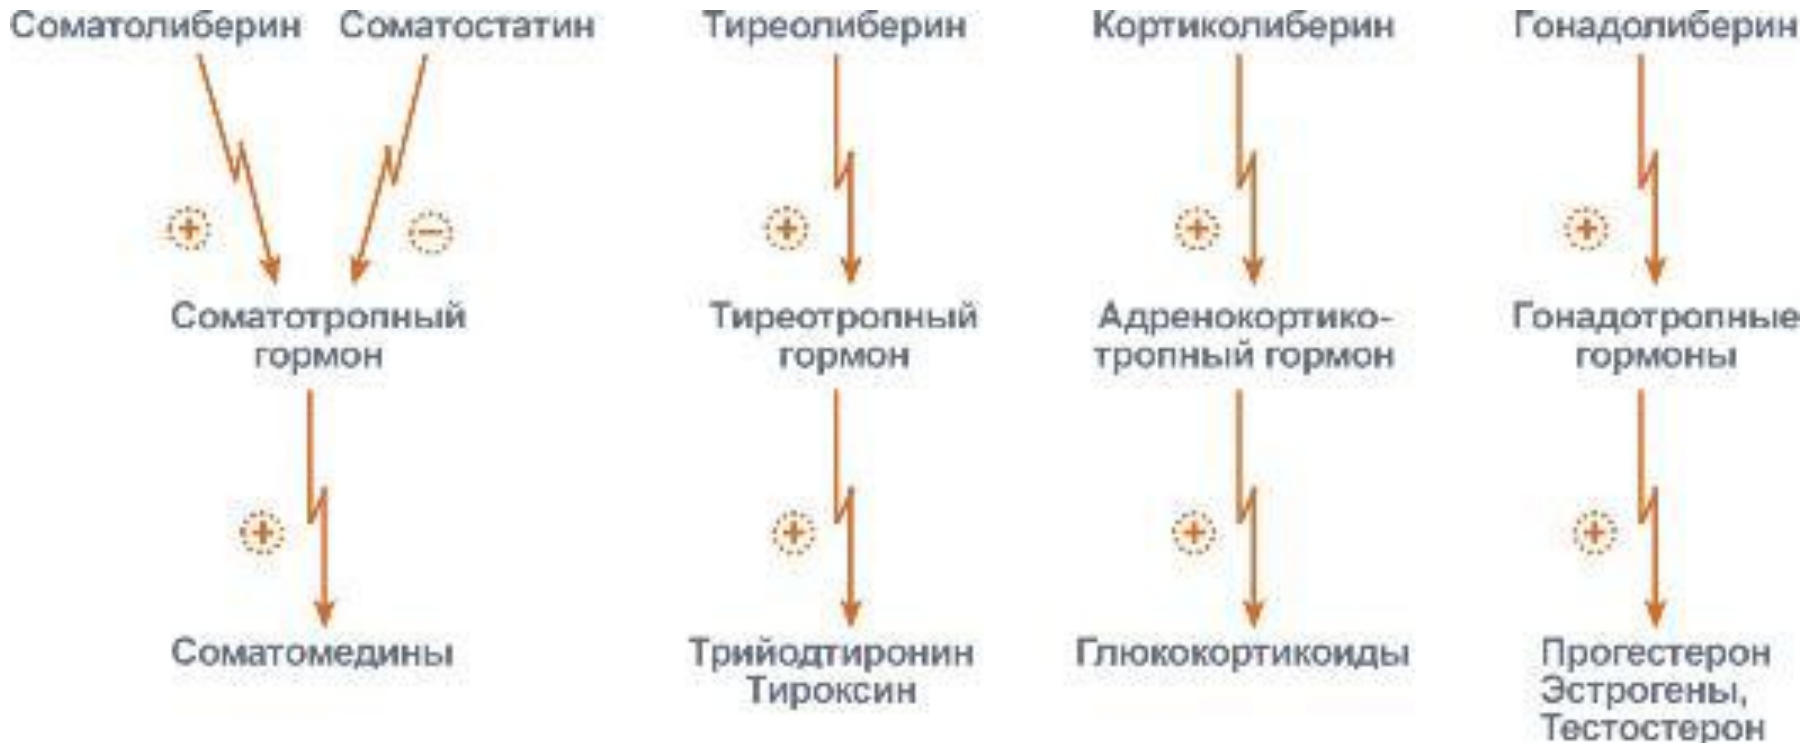 Соматолиберин Соматостатин Тиреолиберин Кортиколиберин Гонадолиберин
+ − + + +
Соматотропный Тиреотропный Адренокортико- Гонадотропные
гормон гормон тропный гормон гормоны
+ + + +
Соматомедины Трийодтиронин Глюкокортикоиды Прогестерон
Тироксин Эстрогены,
Тестостерон